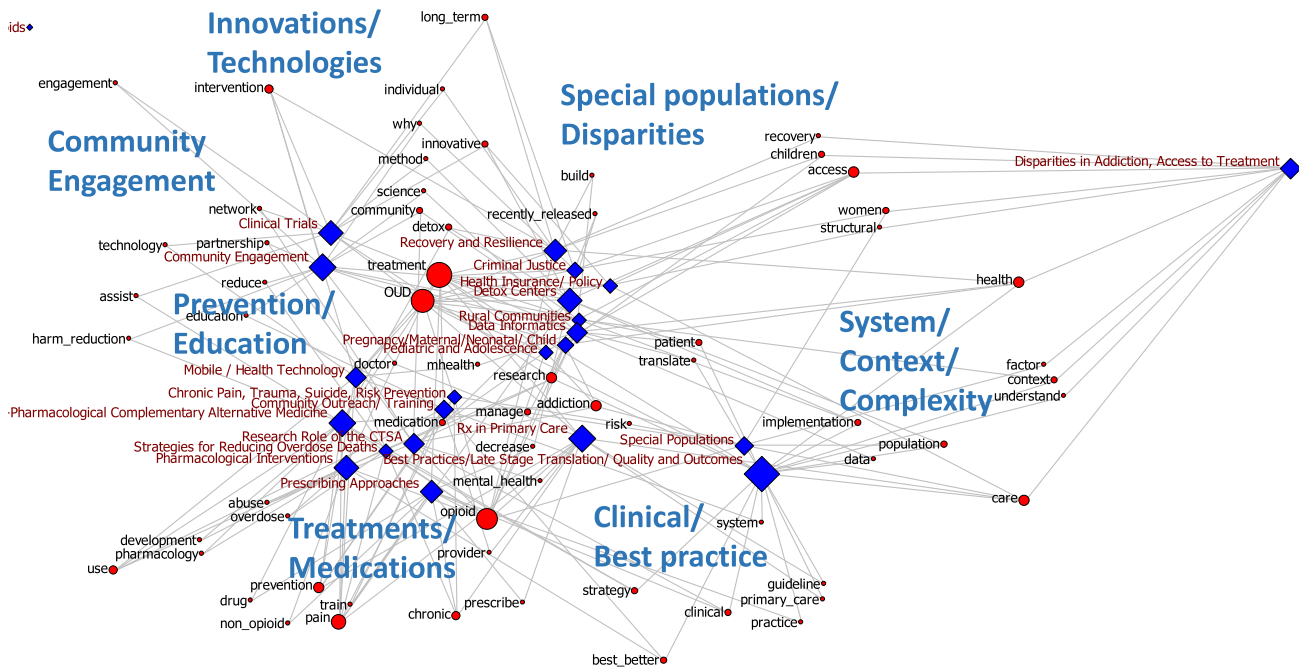 ids
long_term
Innovations/
Technologies
engagement
intervention
individual
Special populations/
Disparities
why
recovery
Community
Engagement
innovative
children
method
Disparities in Addiction, Access to Treatment
access
build
science
network
community
recently_released
women
Clinical Trials
detox
structural
technology
partnership
Recovery and Resilience
Community Engagement
treatment
Criminal Justice
reduce
Health Insurance/ Policy
health
assist
OUD
Detox Centers
Prevention/
Education
education
Rural Communities
Data Informatics
System/
Context/
Complexity
harm_reduction
Pregnancy/Maternal/Neonatal/ Child
patient
Pediatric and Adolescence
translate
doctor
mhealth
factor
Mobile / Health Technology
research
context
Chronic Pain, Trauma, Suicide, Risk Prevention
understand
Community Outreach/ Training
addiction
-Pharmacological Complementary Alternative Medicine
manage
medication
risk
implementation
Rx in Primary Care
Research Role of the CTSA
Special Populations
population
Strategies for Reducing Overdose Deaths
decrease
Pharmacological Interventions
Best Practices/Late Stage Translation/ Quality and Outcomes
data
Prescribing Approaches
mental_health
care
abuse
opioid
overdose
Treatments/
Medications
Clinical/
Best practice
system
development
pharmacology
provider
use
prevention
guideline
strategy
drug
train
prescribe
primary_care
non_opioid
pain
chronic
clinical
practice
best_better